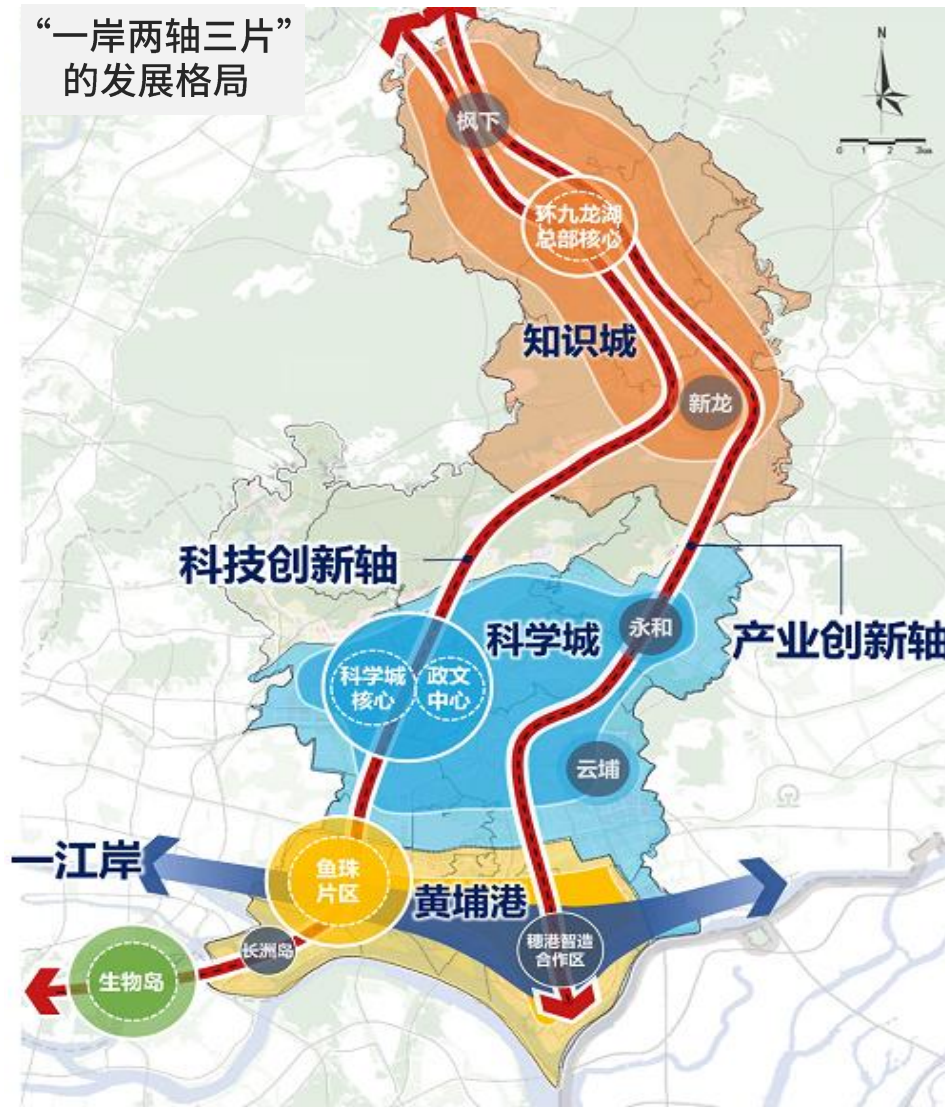 “一岸两轴三片”
的发展格局
N
0 1 2 3㎞
枫下
环九龙湖
总部核心
知识城
新龙
科技创新轴
产业创新轴
科学城
永和
科学城
核心
政文
中心
云埔
一江岸
鱼珠
片区
黄埔港
穗港智造
合作区
长洲岛
生物岛